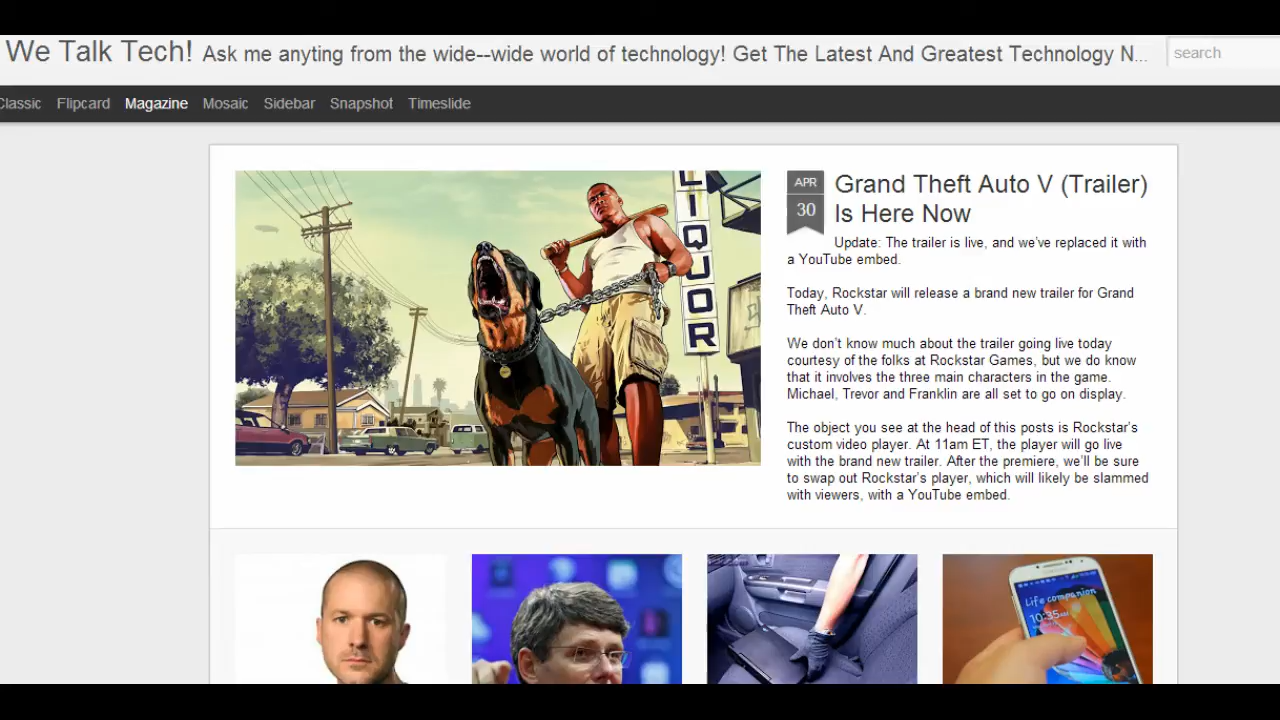 We Talk Tech! Ask me anyting from the wide--wide world of technology! Get The Latest And Greatest Technology N...
search
Classic Flipcard Magazine Mosaic Sidebar Snapshot Timeslide
LIQUOR
APR
30
Grand Theft Auto V (Trailer)
Is Here Now
Update: The trailer is live, and we've replaced it with
a YouTube embed.
Today, Rockstar will release a brand new trailer for Grand
Theft Auto V.
We don't know much about the trailer going live today
courtesy of the folks at Rockstar Games, but we do know
that it involves the three main characters in the game.
Michael, Trevor and Franklin are all set to go on display.
The object you see at the head of this posts is Rockstar's
custom video player. At 11am ET, the player will go live
with the brand new trailer. After the premiere, we'll be sure
to swap out Rockstar's player, which will likely be slammed
with viewers, with a YouTube embed.
Life companion
10:35